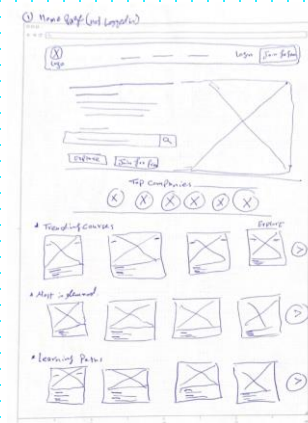 ① Home Page (not logged in)
Logo
Login Join for free
EXPLORE Join for free
Top Companies
Trending Courses
Explore
Most in demand
Learning Paths